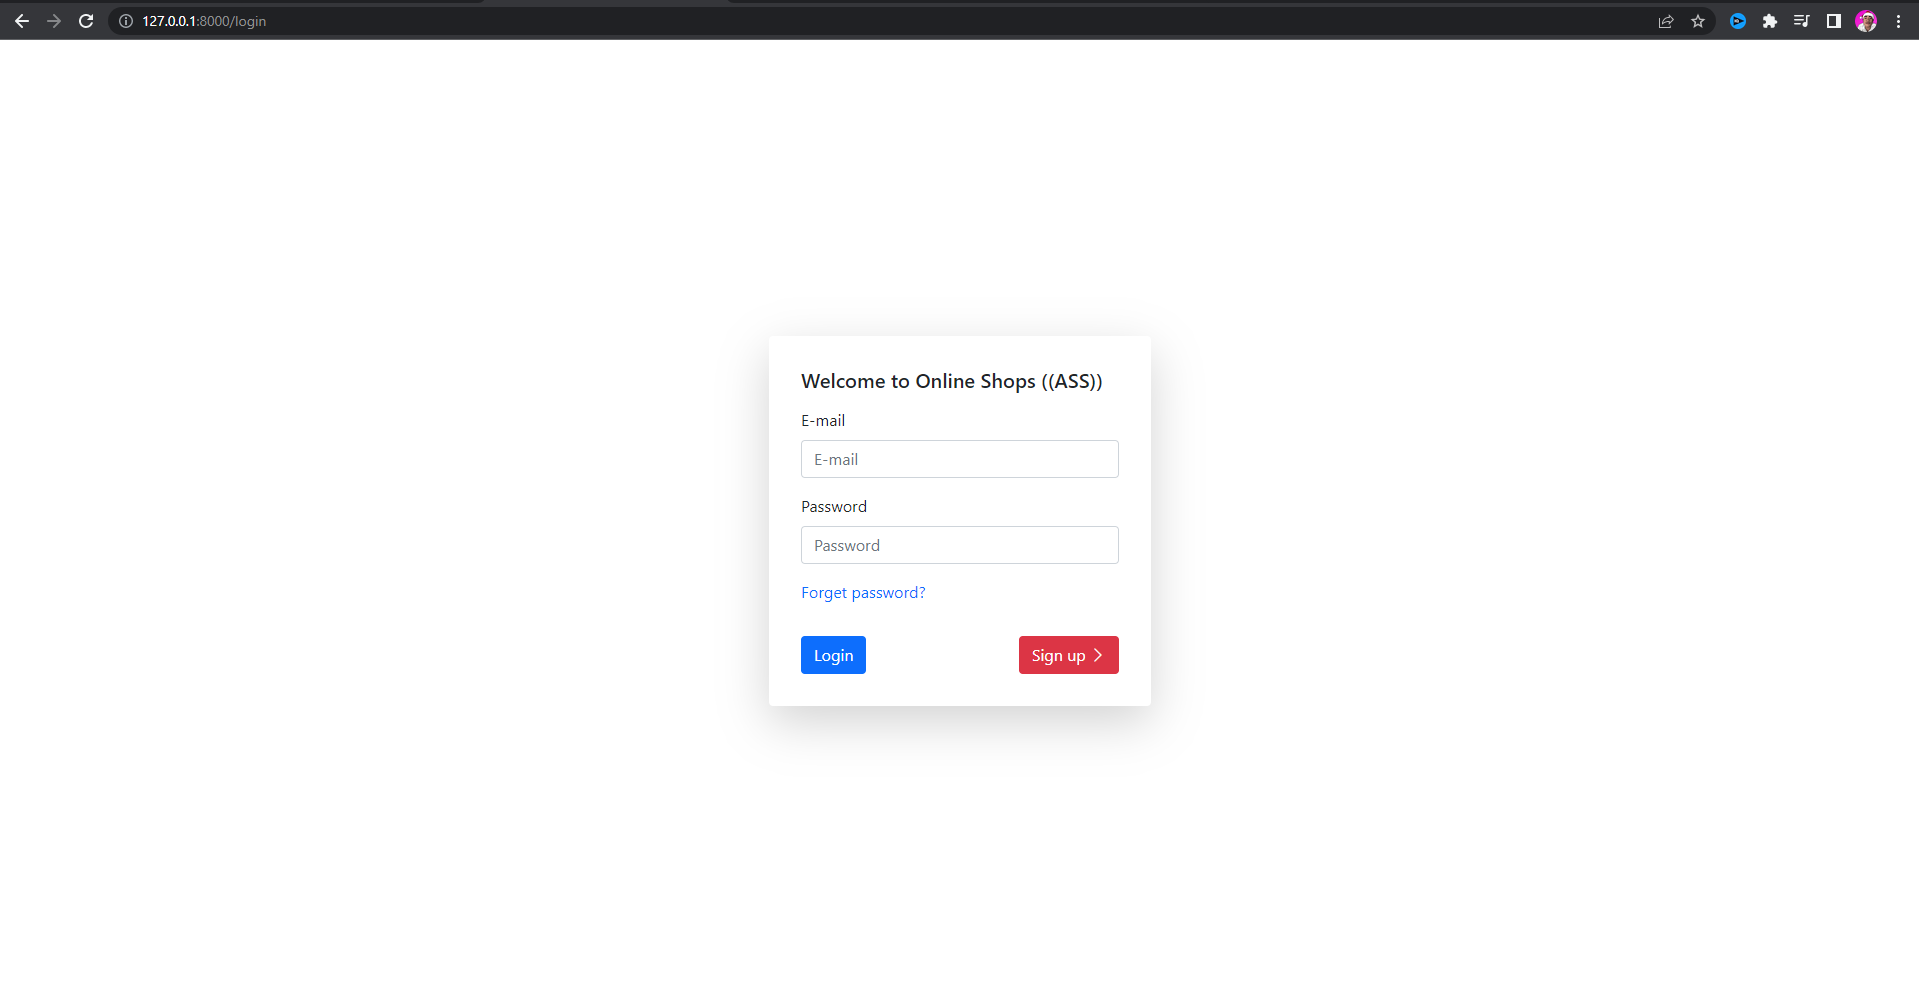 127.0.0.1:8000/login
Welcome to Online Shops ((ASS))
E-mail
E-mail
Password
Password
Forget password?
Login
Sign up